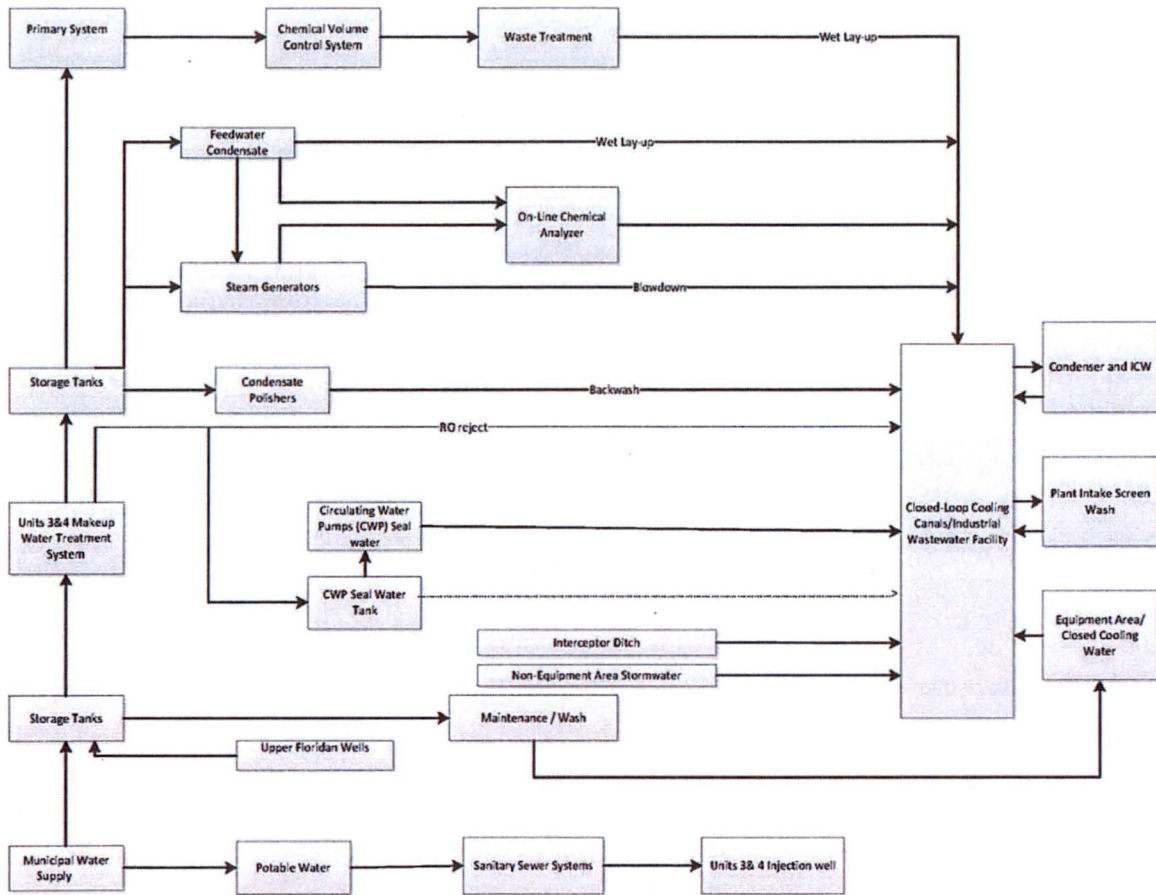 Primary System
Chemical Volume
Control System
Waste Treatment
Wet Lay-up
Feedwater
Condensate
Wet Lay-up
On-Line Chemical
Analyzer
Steam Generators
Blowdown
Storage Tanks
Condensate
Polishers
Backwash
Condenser and ICW
RO reject
Units 3&4 Makeup
Water Treatment
System
Circulating Water
Pumps (CWP) Seal
water
Closed-Loop Cooling
Canals/Industrial
Wastewater Facility
Plant Intake Screen
Wash
CWP Seal Water
Tank
Equipment Area/
Closed Cooling
Water
Interceptor Ditch
Non-Equipment Area Stormwater
Storage Tanks
Maintenance / Wash
Upper Floridan Wells
Municipal Water
Supply
Potable Water
Sanitary Sewer Systems
Units 3& 4 Injection well